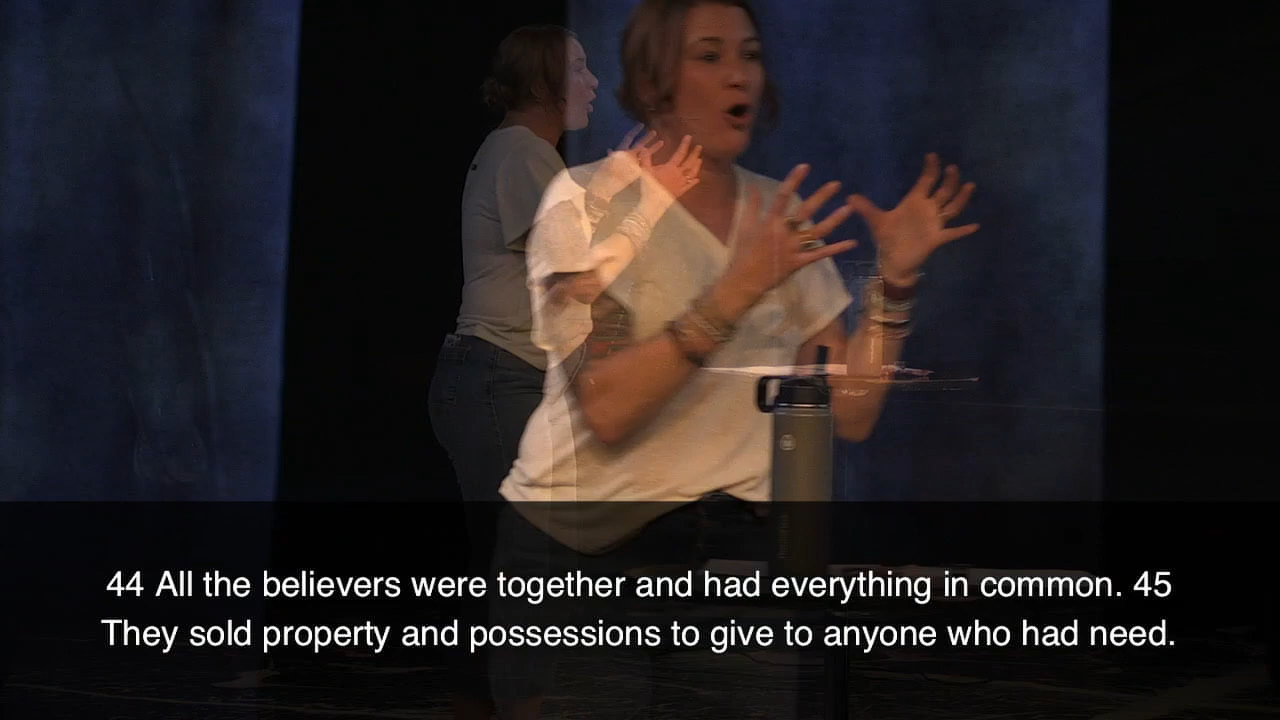 44 All the believers were together and had everything in common. 45
They sold property and possessions to give to anyone who had need.